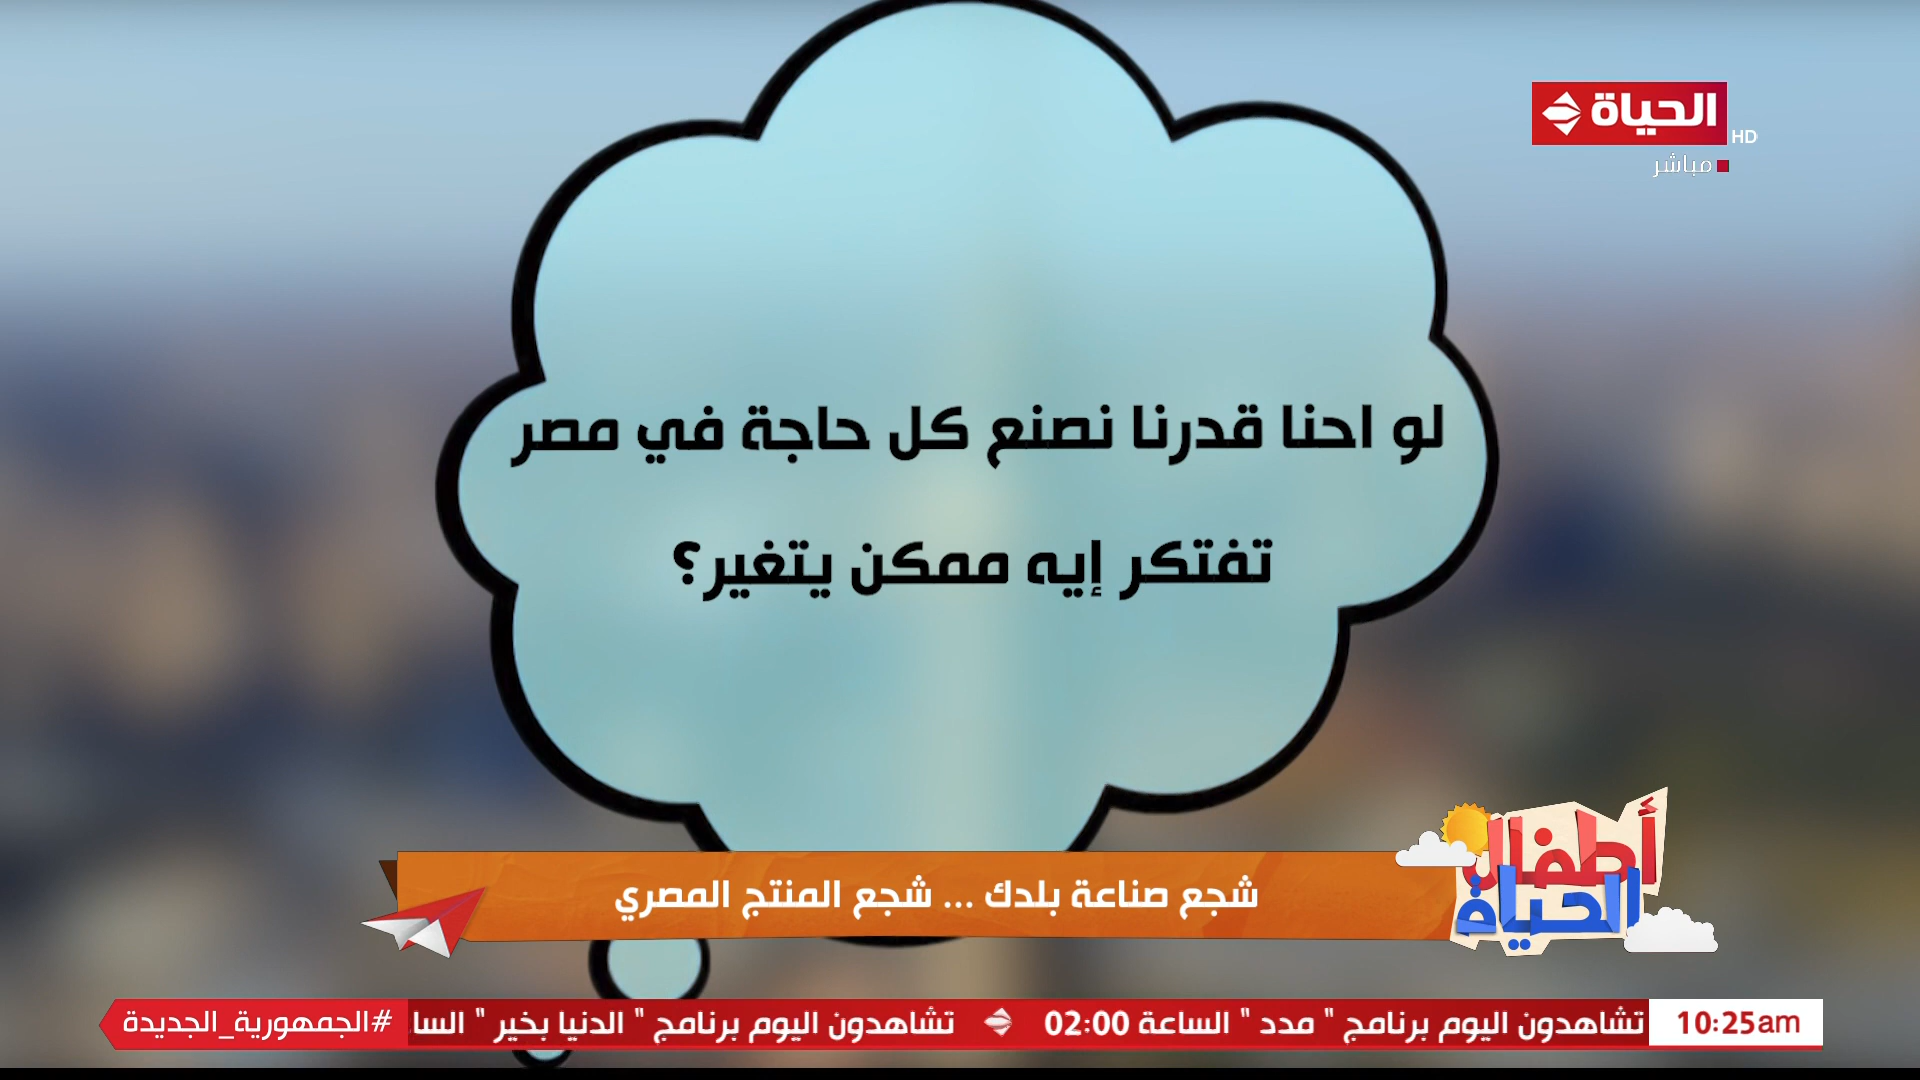 الحياة
HD
مباشر
لو احنا قدرنا نصنع كل حاجة في مصر
تفتكر إيه ممكن يتغير؟
أطفال
الحياة
شجع صناعة بلدك ... شجع المنتج المصري
10:25am
تشاهدون اليوم برنامج " مدد " الساعة 02:00
تشاهدون اليوم برنامج " الدنيا بخير "
#الجمهورية_الجديدة